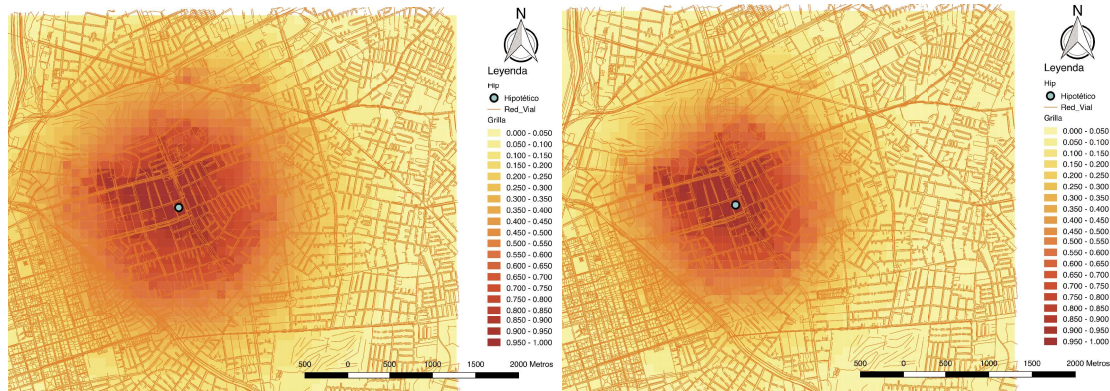 N
Leyenda
Hip
Hipotético
Red_Vial
Grilla
0.000 - 0.050
0.050 - 0.100
0.100 - 0.150
0.150 - 0.200
0.200 - 0.250
0.250 - 0.300
0.300 - 0.350
0.350 - 0.400
0.400 - 0.450
0.450 - 0.500
0.500 - 0.550
0.550 - 0.600
0.600 - 0.650
0.650 - 0.700
0.700 - 0.750
0.750 - 0.800
0.800 - 0.850
0.850 - 0.900
0.900 - 0.950
0.950 - 1.000
500 0 500 1000 1500 2000 Metros
N
Leyenda
Hip
Hipotético
Red_Vial
Grilla
0.000 - 0.050
0.050 - 0.100
0.100 - 0.150
0.150 - 0.200
0.200 - 0.250
0.250 - 0.300
0.300 - 0.350
0.350 - 0.400
0.400 - 0.450
0.450 - 0.500
0.500 - 0.550
0.550 - 0.600
0.600 - 0.650
0.650 - 0.700
0.700 - 0.750
0.750 - 0.800
0.800 - 0.850
0.850 - 0.900
0.900 - 0.950
0.950 - 1.000
500 0 500 1000 1500 2000 Metros